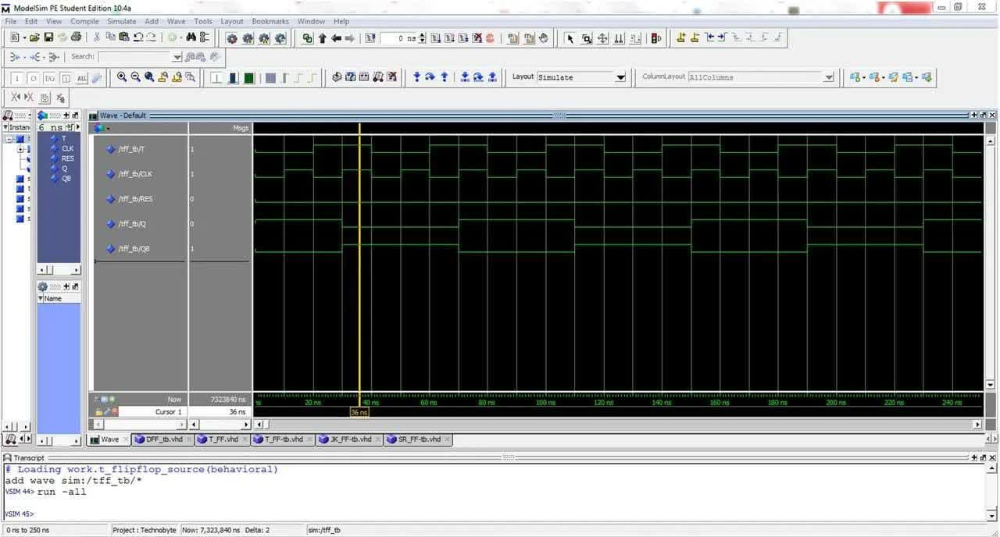 ModelSim PE Student Edition 10.4a
File Edit View Compile Simulate Add Wave Tools Layout Bookmarks Window Help
0 ns
Search:
ALL
Layout Simulate
ColumnLayout AllColumns
Wave - Default
Instanc
6 ns
Msgs
T
CLK
RES
Q
QB
/tff_tb/T 1
/tff_tb/CLK 1
/tff_tb/RES 0
/tff_tb/Q 0
/tff_tb/QB 1
Name
Now 7323840 ns
ns 20 ns 40 ns 60 ns 80 ns 100 ns 120 ns 140 ns 160 ns 180 ns 200 ns 220 ns 240 ns
Cursor 1 36 ns
36 ns
Wave DFF_tb.vhd T_FF.vhd T_FF-tb.vhd JK_FF-tb.vhd SR_FF-tb.vhd
Transcript
# Loading work.t_flipflop_source(behavioral)
add wave sim:/tff_tb/*
VSIM 44> run -all
VSIM 45>
0 ns to 250 ns Project : Technobyte Now: 7,323,840 ns Delta: 2 sim:/tff_tb